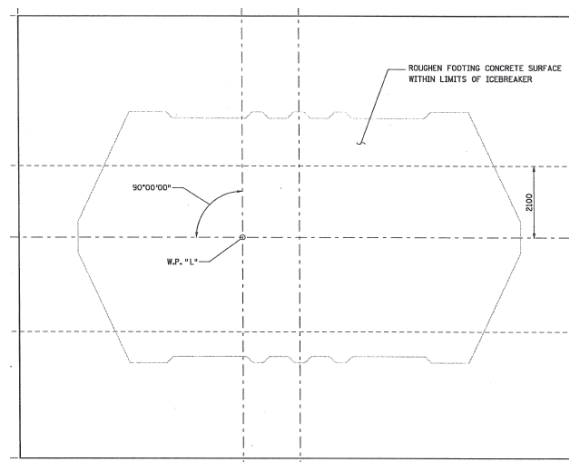 ROUGHEN FOOTING CONCRETE SURFACE
WITHIN LIMITS OF ICEBREAKER
90°00'00"
2100
W.P. "L"